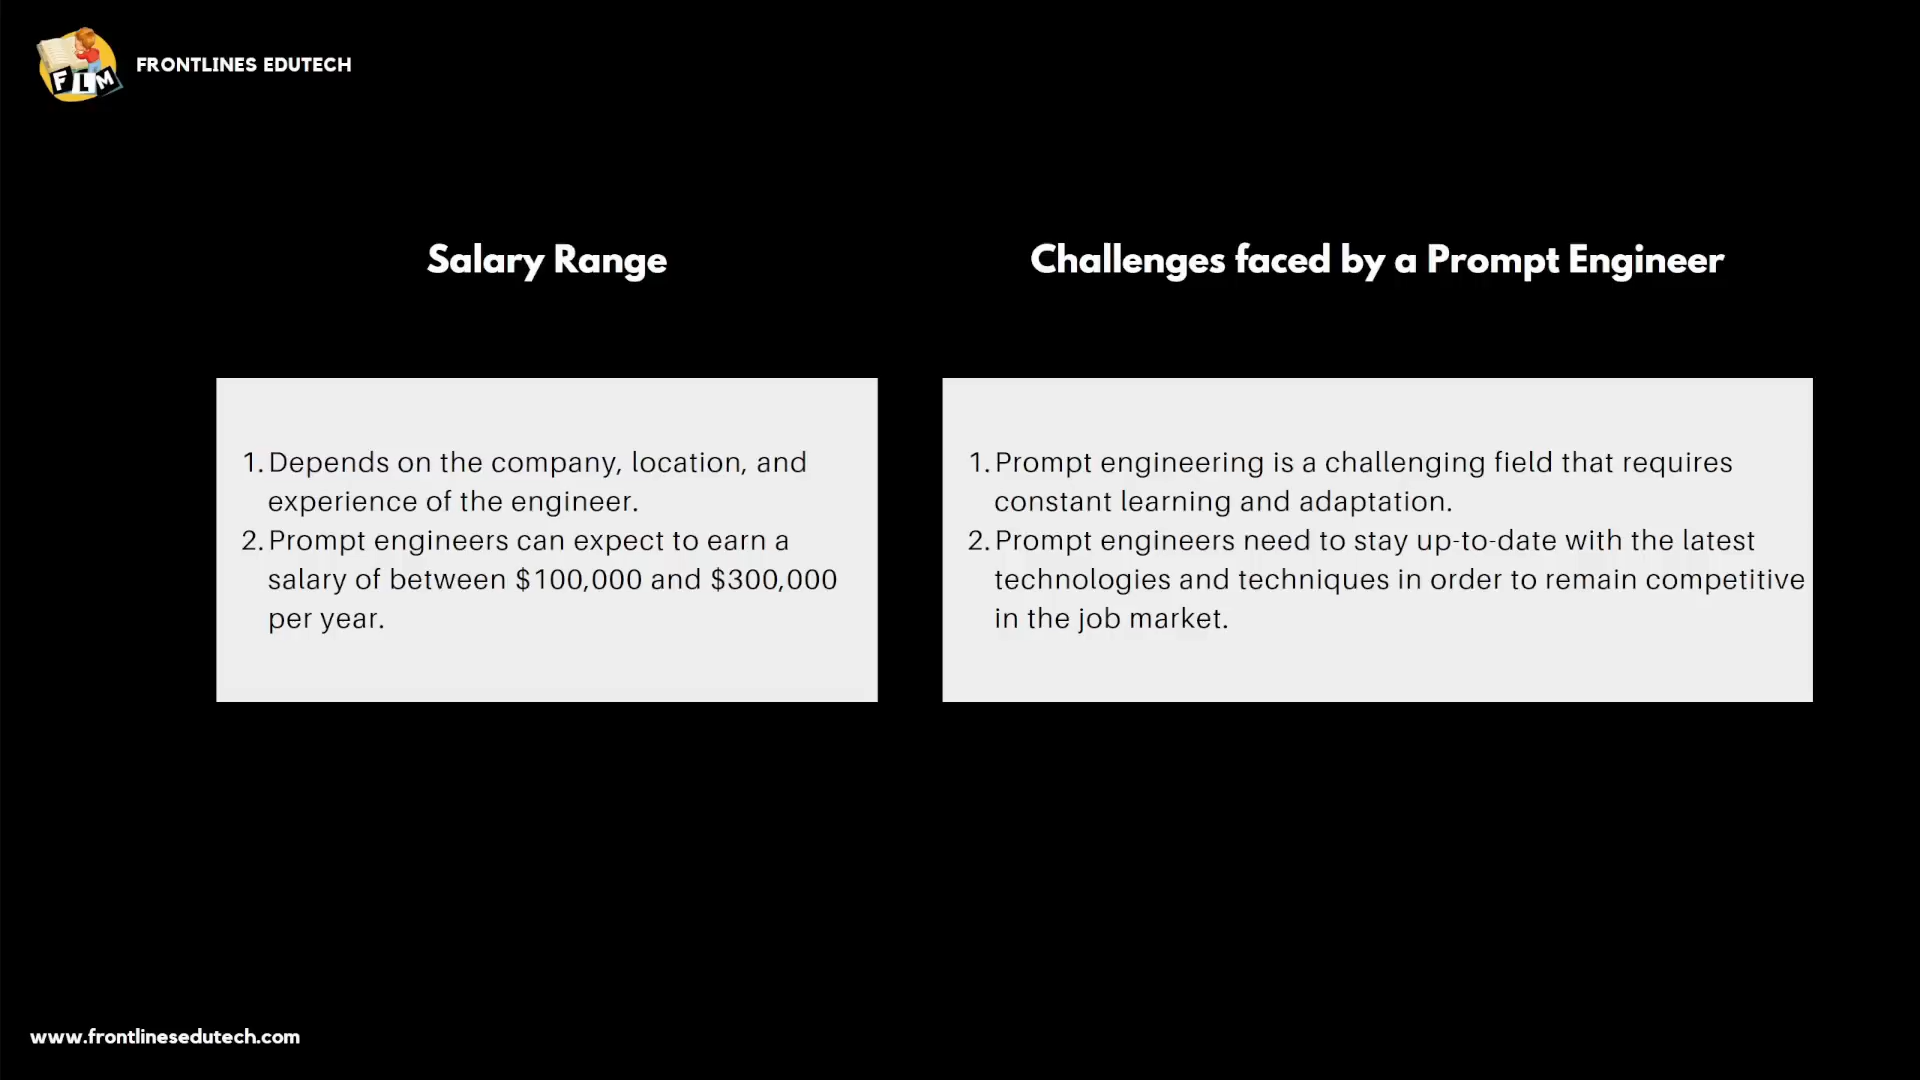 FLM
FRONTLINES EDUTECH
Salary Range
1. Depends on the company, location, and
experience of the engineer.
2. Prompt engineers can expect to earn a
salary of between $100,000 and $300,000
per year.
Challenges faced by a Prompt Engineer
1. Prompt engineering is a challenging field that requires
constant learning and adaptation.
2. Prompt engineers need to stay up-to-date with the latest
technologies and techniques in order to remain competitive
in the job market.
www.frontlinesedutech.com